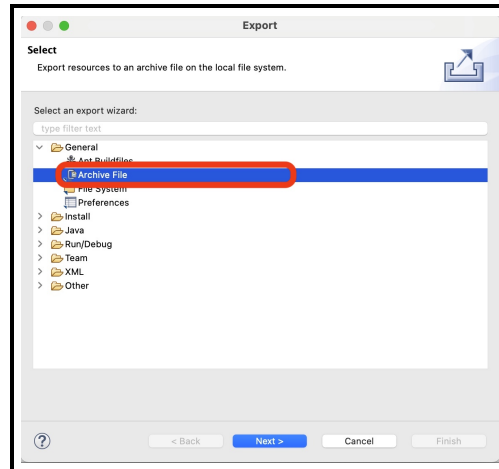 Export
Select
Export resources to an archive file on the local file system.
Select an export wizard:
type filter text
General
Ant Buildfiles
Archive File
File System
Preferences
Install
Java
Run/Debug
Team
XML
Other
?
< Back Next > Cancel Finish